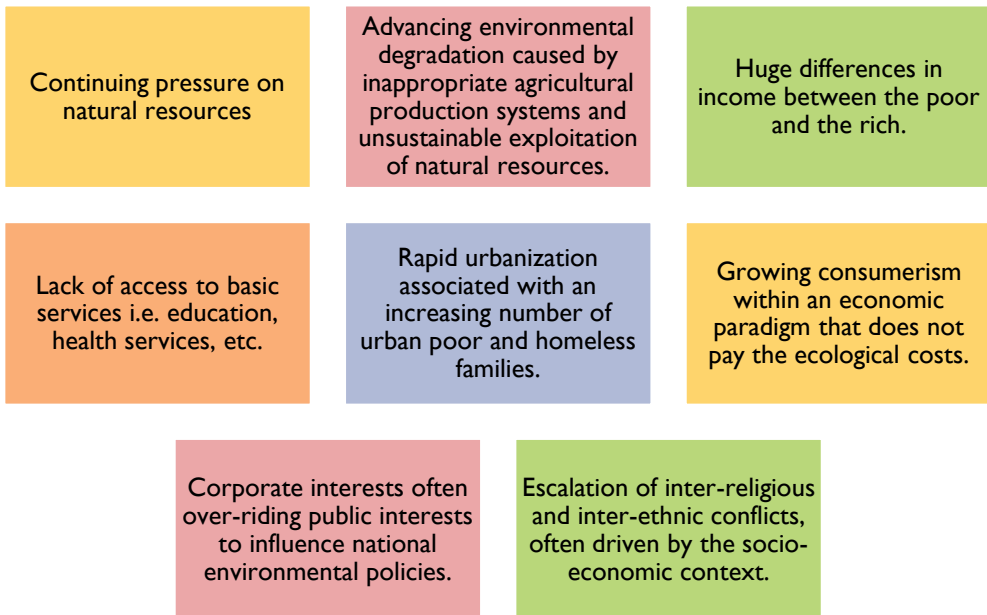 Continuing pressure on
natural resources
Advancing environmental
degradation caused by
inappropriate agricultural
production systems and
unsustainable exploitation
of natural resources.
Huge differences in
income between the poor
and the rich.
Lack of access to basic
services i.e. education,
health services, etc.
Rapid urbanization
associated with an
increasing number of
urban poor and homeless
families.
Growing consumerism
within an economic
paradigm that does not
pay the ecological costs.
Corporate interests often
over-riding public interests
to influence national
environmental policies.
Escalation of inter-religious
and inter-ethnic conflicts,
often driven by the socio-
economic context.